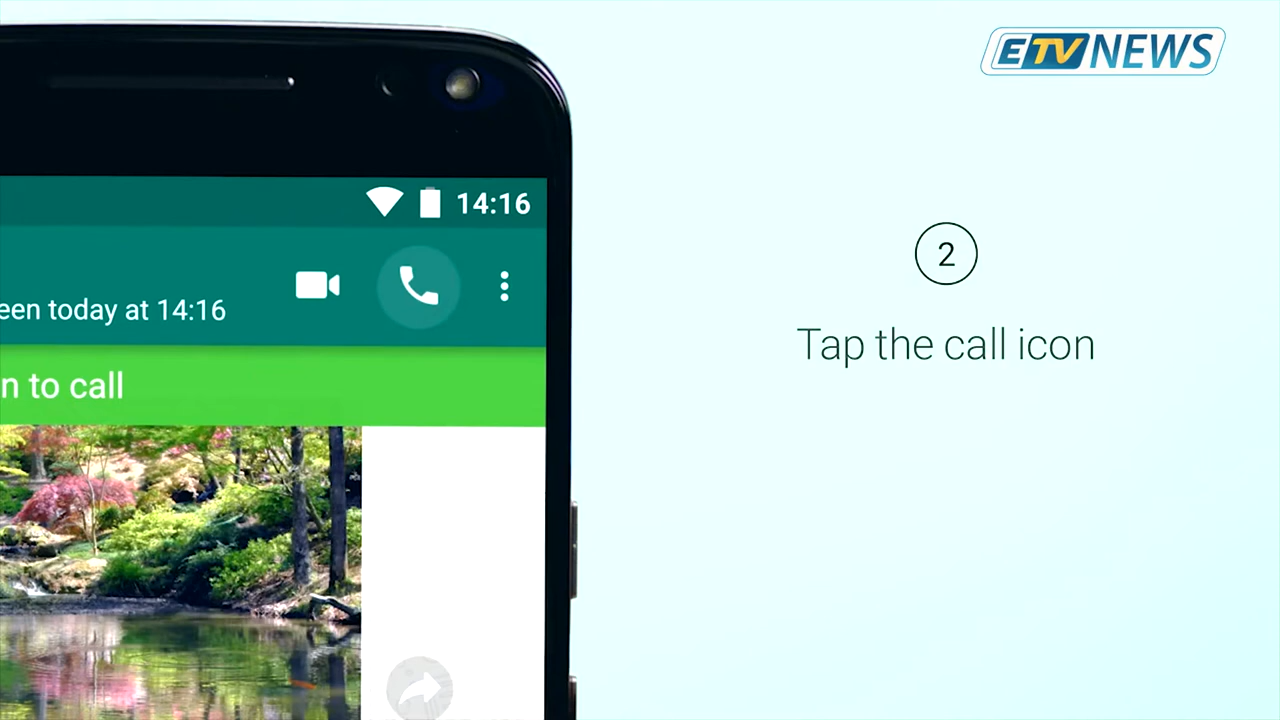 ETV NEWS
14:16
2
een today at 14:16
Tap the call icon
n to call